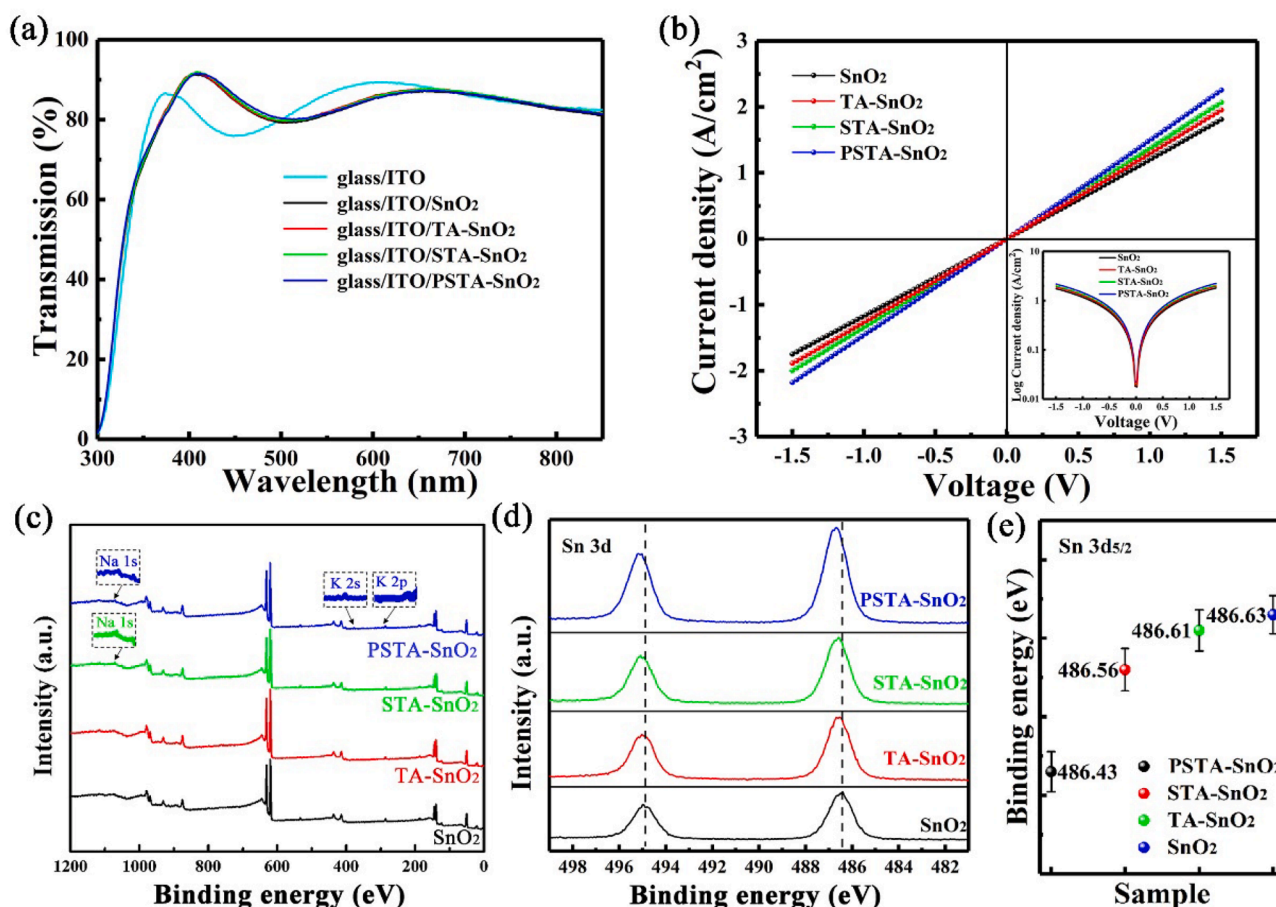 (a)
100
80
60
40
20
0
Transmission (%)
glass/ITO
glass/ITO/SnO₂
glass/ITO/TA-SnO₂
glass/ITO/STA-SnO₂
glass/ITO/PSTA-SnO₂
300 400 500 600 700 800
Wavelength (nm)
(b)
3
2
1
0
-1
-2
-3
Current density (A/cm²)
SnO₂
TA-SnO₂
STA-SnO₂
PSTA-SnO₂
-1.5 -1.0 -0.5 0.0 0.5 1.0 1.5
Voltage (V)
10
1
0.1
0.01
Log Current density (A/cm²)
SnO₂
TA-SnO₂
STA-SnO₂
PSTA-SnO₂
-1.5 -1.0 -0.5 0.0 0.5 1.0 1.5
Voltage (V)
(c)
Intensity (a.u.)
Na 1s
K 2s K 2p
PSTA-SnO₂
Na 1s
STA-SnO₂
TA-SnO₂
SnO₂
1200 1000 800 600 400 200 0
Binding energy (eV)
(d)
Intensity (a.u.)
Sn 3d
PSTA-SnO₂
STA-SnO₂
TA-SnO₂
SnO₂
498 496 494 492 490 488 486 484 482
Binding energy (eV)
(e)
Binding energy (eV)
Sn 3d₅/₂
486.63
486.61
486.56
486.43
PSTA-SnO₂
STA-SnO₂
TA-SnO₂
SnO₂
Sample